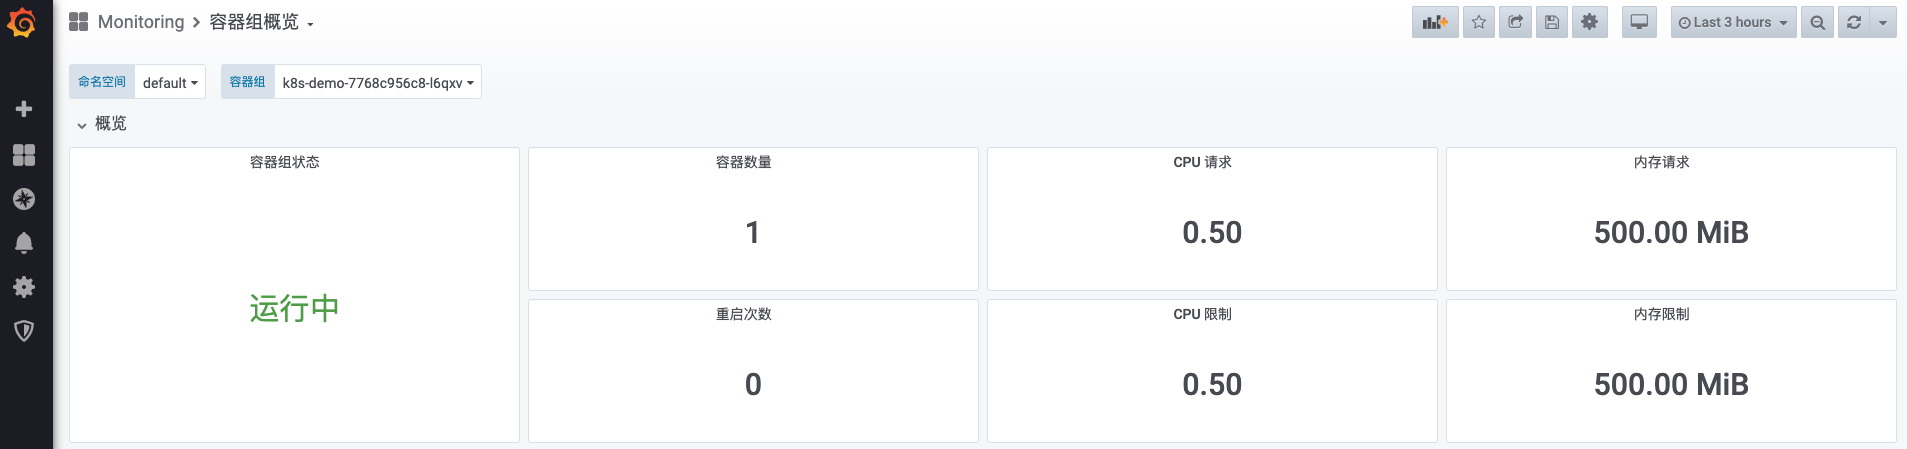 Monitoring > 容器组概览
Last 3 hours
命名空间 default 容器组 k8s-demo-7768c956c8-l6qxv
概览
容器组状态
运行中
容器数量
1
CPU 请求
0.50
内存请求
500.00 MiB
重启次数
0
CPU 限制
0.50
内存限制
500.00 MiB